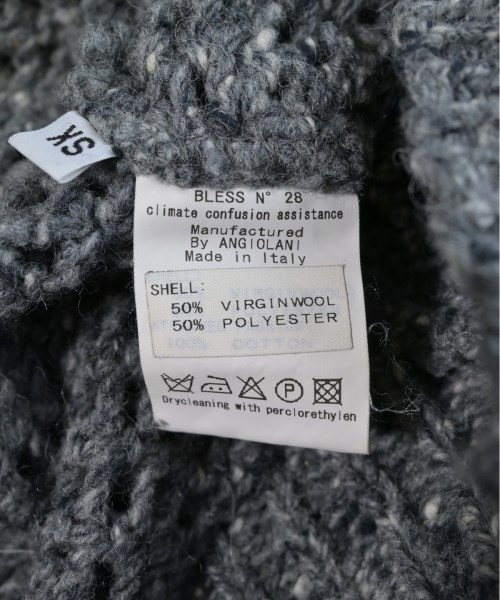 XS
BLESS N° 28
climate confusion assistance
Manufactured
By ANGIOLANI
Made in Italy
SHELL:
50% VIRGINWOOL
50% POLYESTER
100% COTTON
P
Drycleaning with perclorethylen